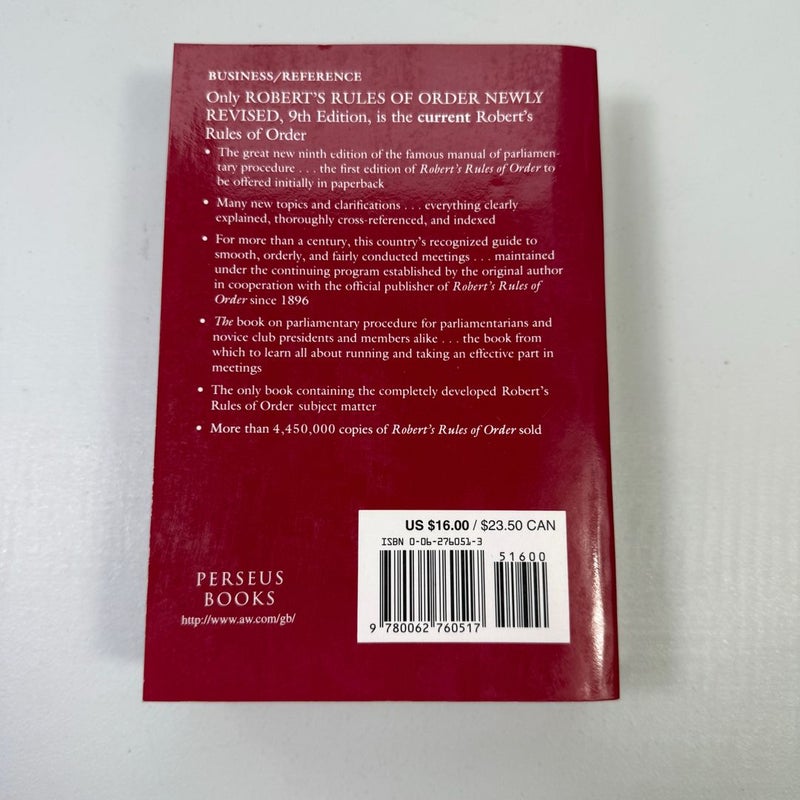 BUSINESS/REFERENCE
Only ROBERT'S RULES OF ORDER NEWLY
REVISED, 9th Edition, is the current Robert's
Rules of Order
• The great new ninth edition of the famous manual of parliamen-
tary procedure . . . the first edition of Robert's Rules of Order to
be offered initially in paperback
• Many new topics and clarifications . . . everything clearly
explained, thoroughly cross-referenced, and indexed
• For more than a century, this country's recognized guide to
smooth, orderly, and fairly conducted meetings . . . maintained
under the continuing program established by the original author
in cooperation with the official publisher of Robert's Rules of
Order since 1896
• The book on parliamentary procedure for parliamentarians and
novice club presidents and members alike . . . the book from
which to learn all about running and taking an effective part in
meetings
• The only book containing the completely developed Robert's
Rules of Order subject matter
• More than 4,450,000 copies of Robert's Rules of Order sold
US $16.00 / $23.50 CAN
ISBN 0-06-276051-3
51600
9 780062 760517
PERSEUS
BOOKS
http://www.aw.com/gb/